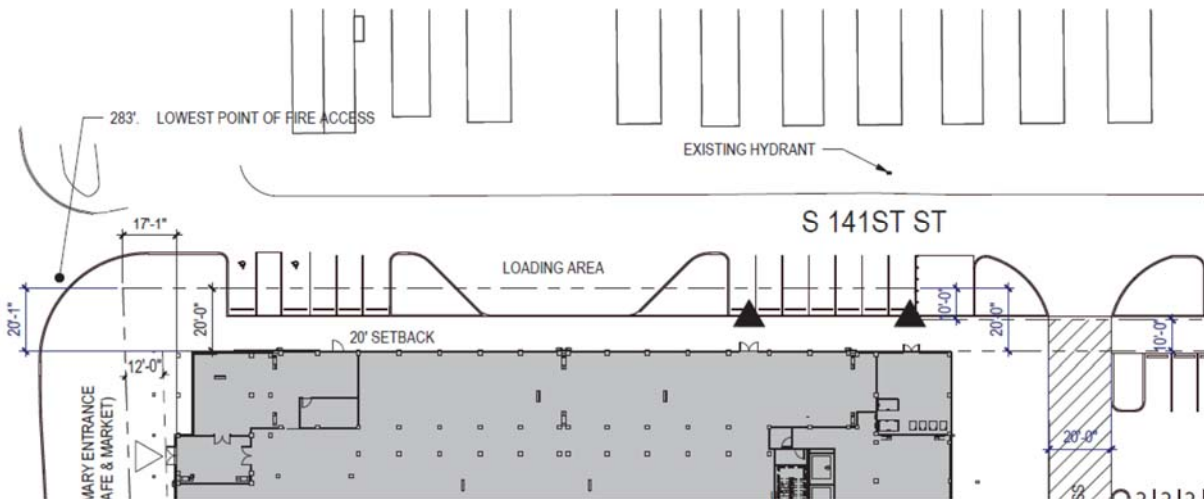 283'. LOWEST POINT OF FIRE ACCESS
EXISTING HYDRANT
S 141ST ST
17'-1"
LOADING AREA
20'-1"
20'-0"
10'-0"
20'-0"
10'-0"
20' SETBACK
12'-0"
MARY ENTRANCE
AFE & MARKET)
20'-0"
SS